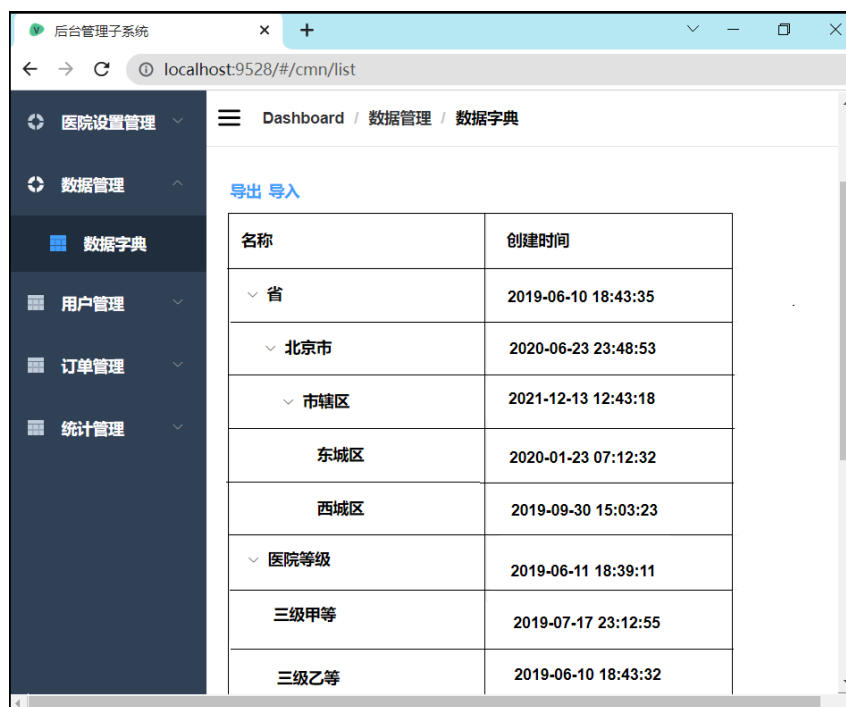 后台管理子系统
localhost:9528/#/cmn/list
医院设置管理
Dashboard / 数据管理 / 数据字典
数据管理
数据字典
用户管理
订单管理
统计管理
导出 导入
名称 创建时间
省 2019-06-10 18:43:35
北京市 2020-06-23 23:48:53
市辖区 2021-12-13 12:43:18
东城区 2020-01-23 07:12:32
西城区 2019-09-30 15:03:23
医院等级 2019-06-11 18:39:11
三级甲等 2019-07-17 23:12:55
三级乙等 2019-06-10 18:43:32